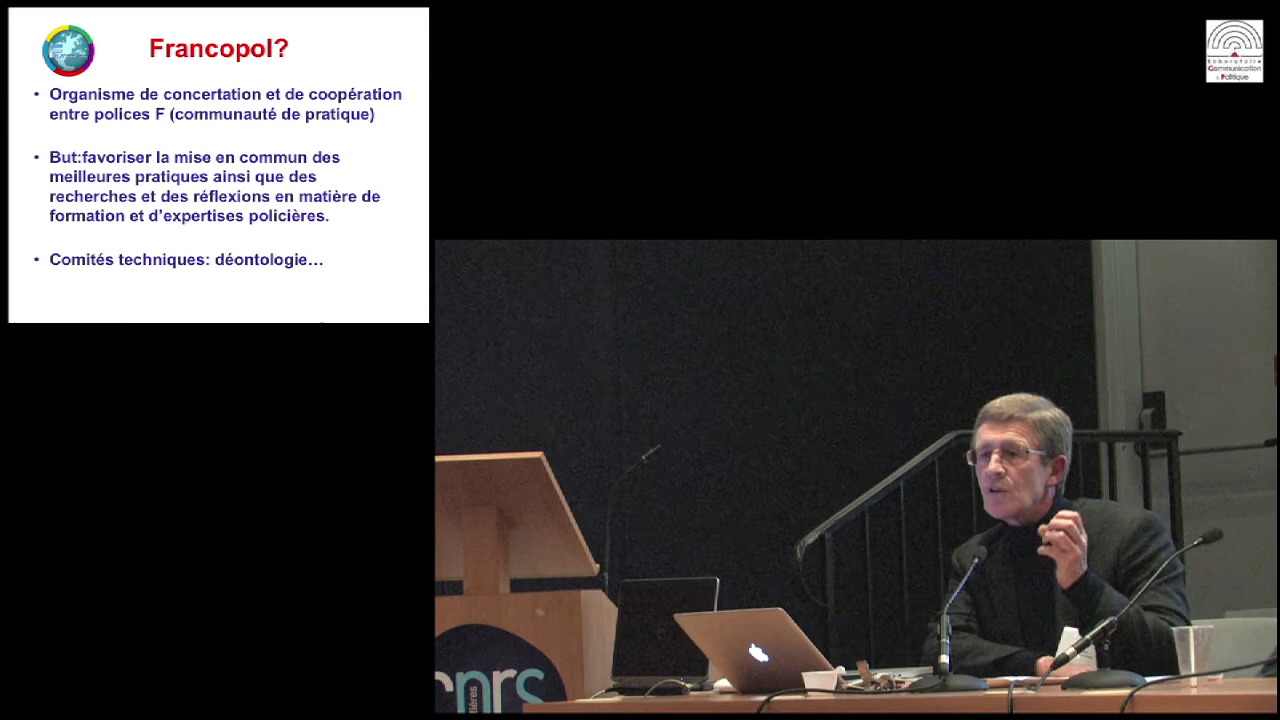 Francopol?
• Organisme de concertation et de coopération
entre polices F (communauté de pratique)
• But:favoriser la mise en commun des
meilleures pratiques ainsi que des
recherches et des réflexions en matière de
formation et d’expertises policières.
• Comités techniques: déontologie…
Laboratoire
Communication
& Politique
cnrs